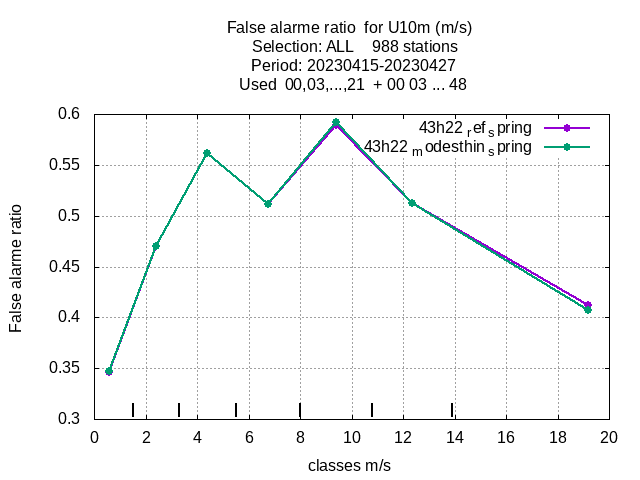 False alarme ratio  for U10m (m/s)
Selection: ALL    988 stations
Period: 20230415-20230427
Used  00,03,...,21  + 00 03 ... 48
43h22 ref spring
43h22 modesthin spring
False alarme ratio
0.6
0.55
0.5
0.45
0.4
0.35
0.3
0 2 4 6 8 10 12 14 16 18 20
classes m/s